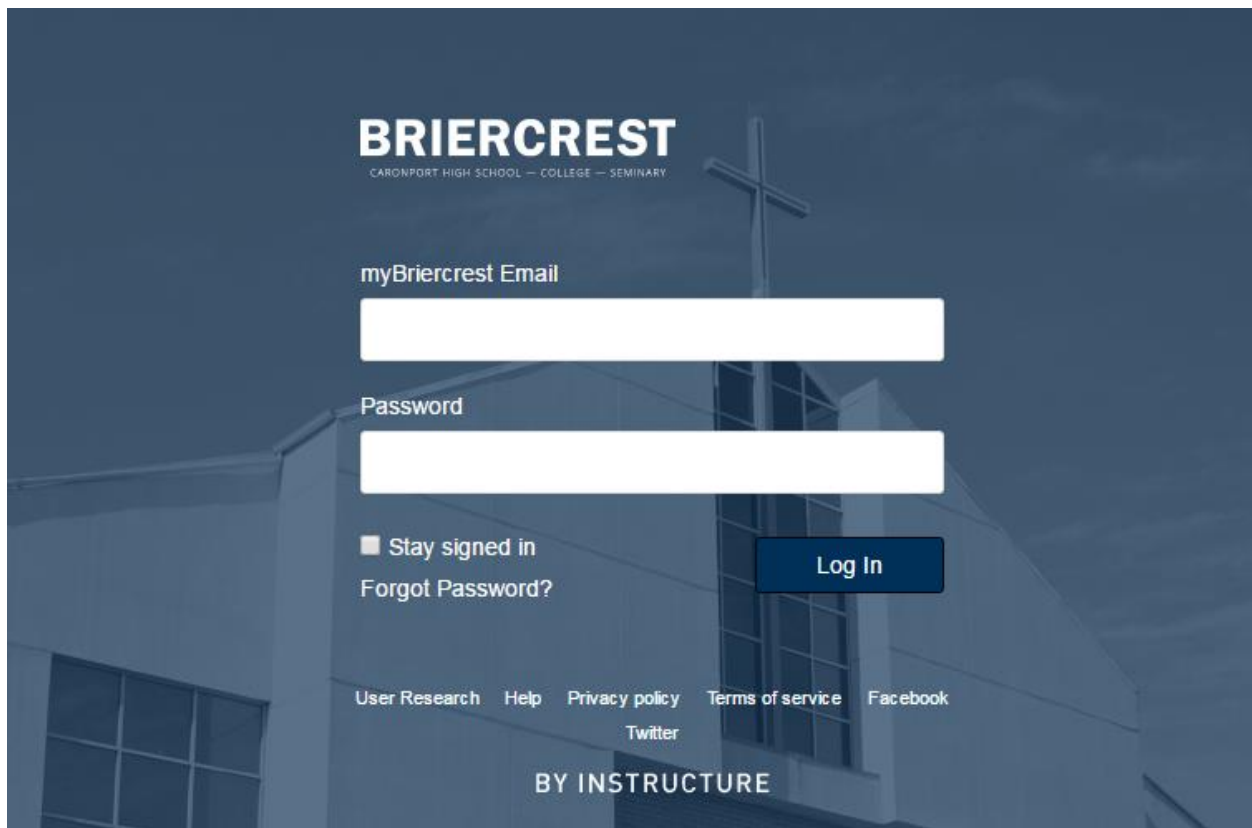 BRIERCREST
CARONPORT HIGH SCHOOL — COLLEGE — SEMINARY
myBriercrest Email
Password
Stay signed in
Log In
Forgot Password?
User Research Help Privacy policy Terms of service Facebook
Twitter
BY INSTRUCTURE